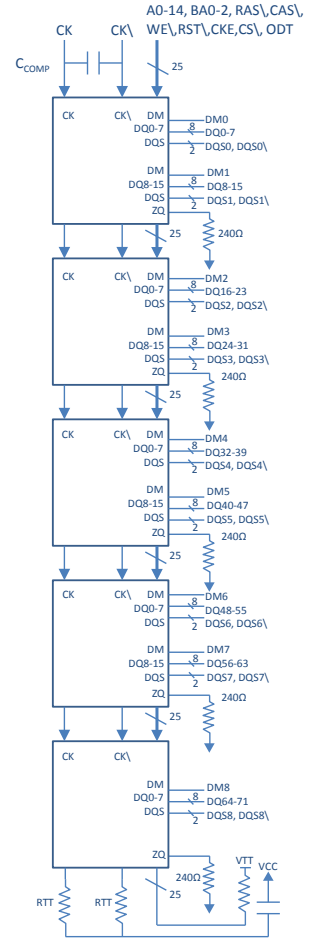 A0-14, BA0-2, RAS\,CAS\,
CK CK\ WE\,RST\,CKE,CS\, ODT
CCOMP
25
CK CK\ DM DM0
DQ0-7 8 DQ0-7
DQS 2 DQS0, DQS0\
DM DM1
DQ8-15 8 DQ8-15
DQS 2 DQS1, DQS1\
ZQ
25 240Ω
CK CK\ DM DM2
DQ0-7 8 DQ16-23
DQS 2 DQS2, DQS2\
DM DM3
DQ8-15 8 DQ24-31
DQS 2 DQS3, DQS3\
ZQ 240Ω
25
CK CK\ DM DM4
DQ0-7 8 DQ32-39
DQS 2 DQS4, DQS4\
DM DM5
DQ8-15 8 DQ40-47
DQS 2 DQS5, DQS5\
ZQ 240Ω
25
CK CK\ DM DM6
DQ0-7 8 DQ48-55
DQS 2 DQS6, DQS6\
DM DM7
DQ8-15 8 DQ56-63
DQS 2 DQS7, DQS7\
ZQ 240Ω
25
CK CK\
DM DM8
DQ0-7 8 DQ64-71
DQS 2 DQS8, DQS8\
ZQ
240Ω VTT VCC
RTT RTT 25